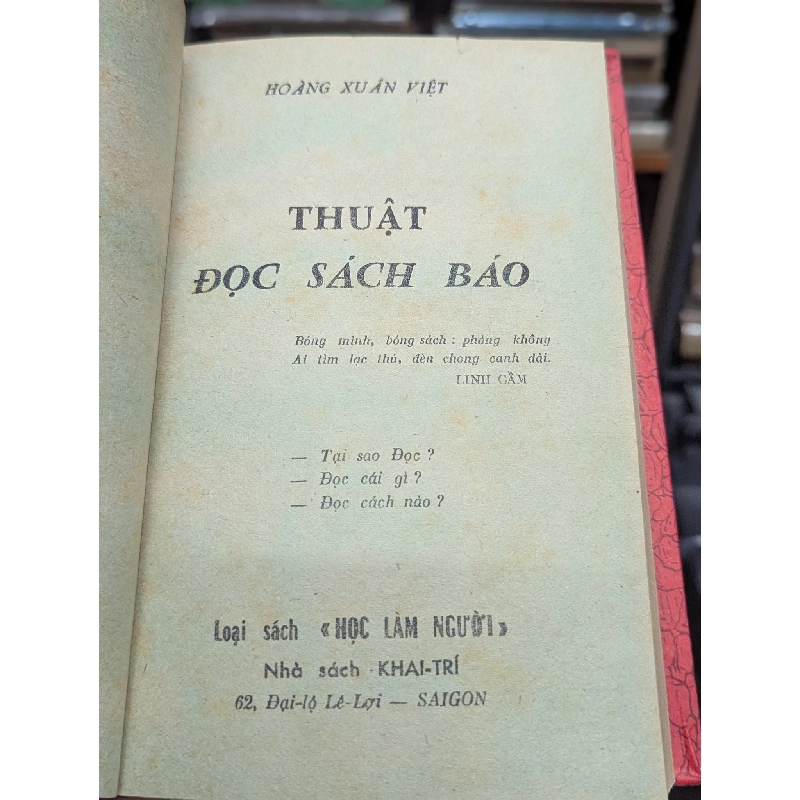 HOÀNG XUÂN VIỆT
THUẬT
ĐỌC SÁCH BÁO
Bóng mình, bóng sách : phòng không
Ai tìm lạc thú, đèn chong canh dài.
LINH CẦM
— Tại sao Đọc ?
— Đọc cái gì ?
— Đọc cách nào ?
Loại sách «HỌC LÀM NGƯỜI»
Nhà sách KHAI-TRÍ
62, Đại-lộ Lê-Lợi — SAIGON